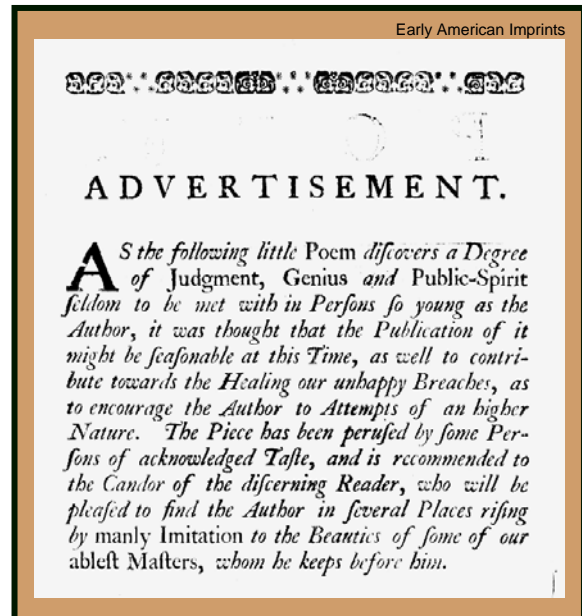 Early American Imprints
ADVERTISEMENT.
AS the following little Poem diſcovers a Degree
of Judgment, Genius and Public-Spirit
ſeldom to be met with in Perſons ſo young as the
Author, it was thought that the Publication of it
might be ſeaſonable at this Time, as well to contri-
bute towards the Healing our unhappy Breaches, as
to encourage the Author to Attempts of an higher
Nature. The Piece has been peruſed by ſome Per-
ſons of acknowledged Taſte, and is recommended to
the Candor of the diſcerning Reader, who will be
pleaſed to find the Author in ſeveral Places riſing
by manly Imitation to the Beauties of ſome of our
ableſt Maſters, whom he keeps before him.